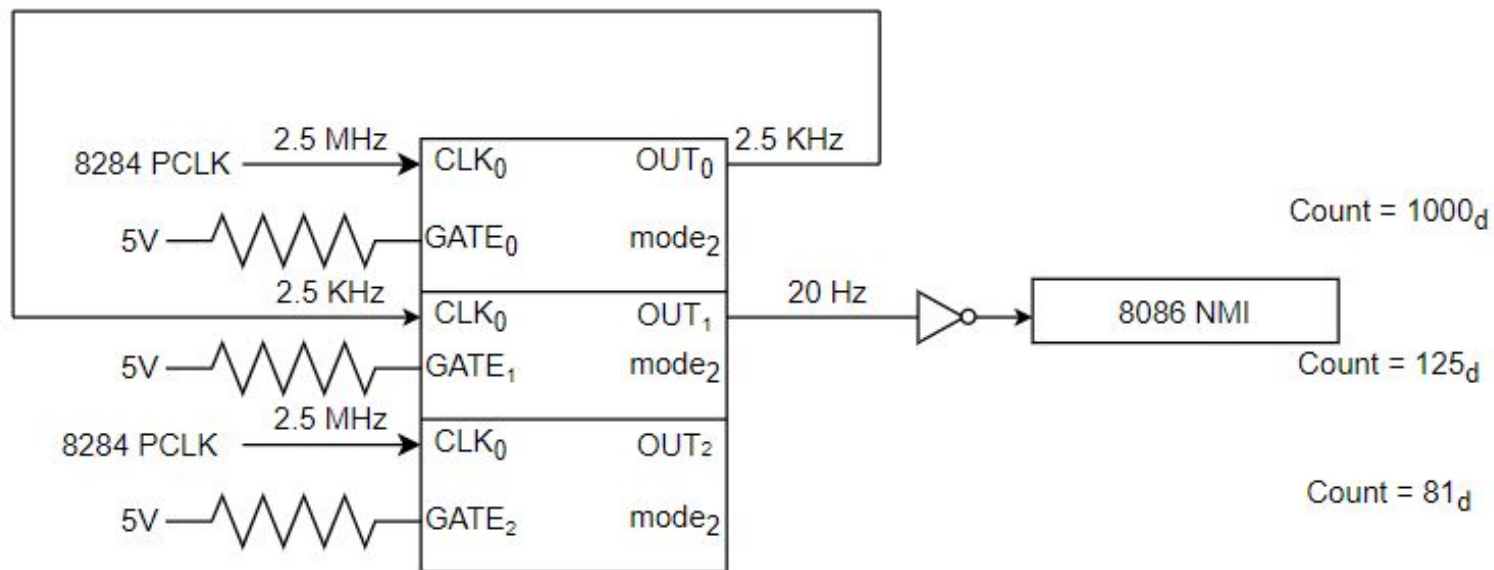 2.5 MHz
2.5 KHz
8284 PCLK
CLK0
OUT0
Count = 1000d
5V
GATE0
mode2
2.5 KHz
20 Hz
CLK0
OUT1
8086 NMI
5V
GATE1
mode2
Count = 125d
2.5 MHz
8284 PCLK
CLK0
OUT2
Count = 81d
5V
GATE2
mode2